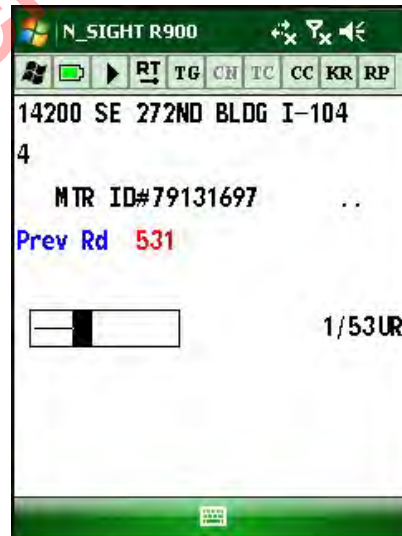 N_SIGHT R900
RT TG CN TC CC KR RP
14200 SE 272ND BLDG I-104
4
MTR ID#79131697 ..
Prev Rd 531
1/53UR